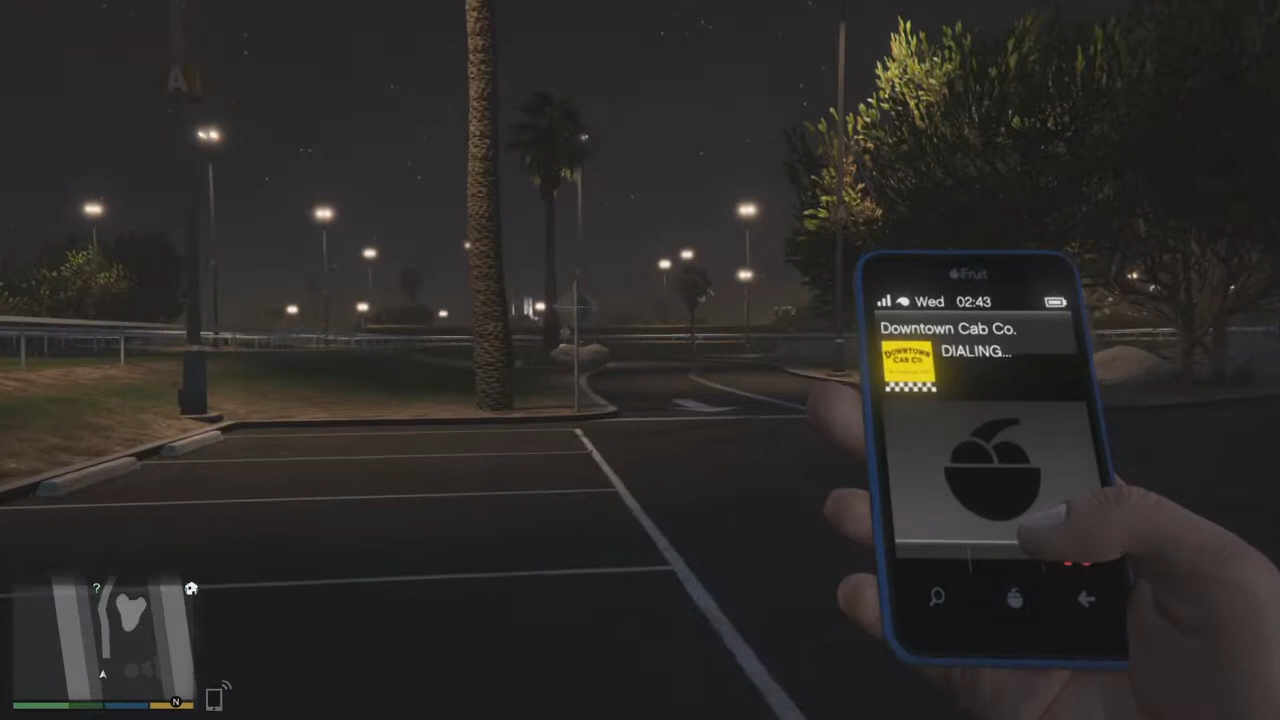 A
iFruit
Wed 02:43
Downtown Cab Co.
DOWNTOWN
CAB CO
DIALING...
?
N